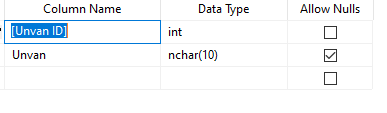 Column Name Data Type Allow Nulls
[Unvan ID] int
Unvan nchar(10)